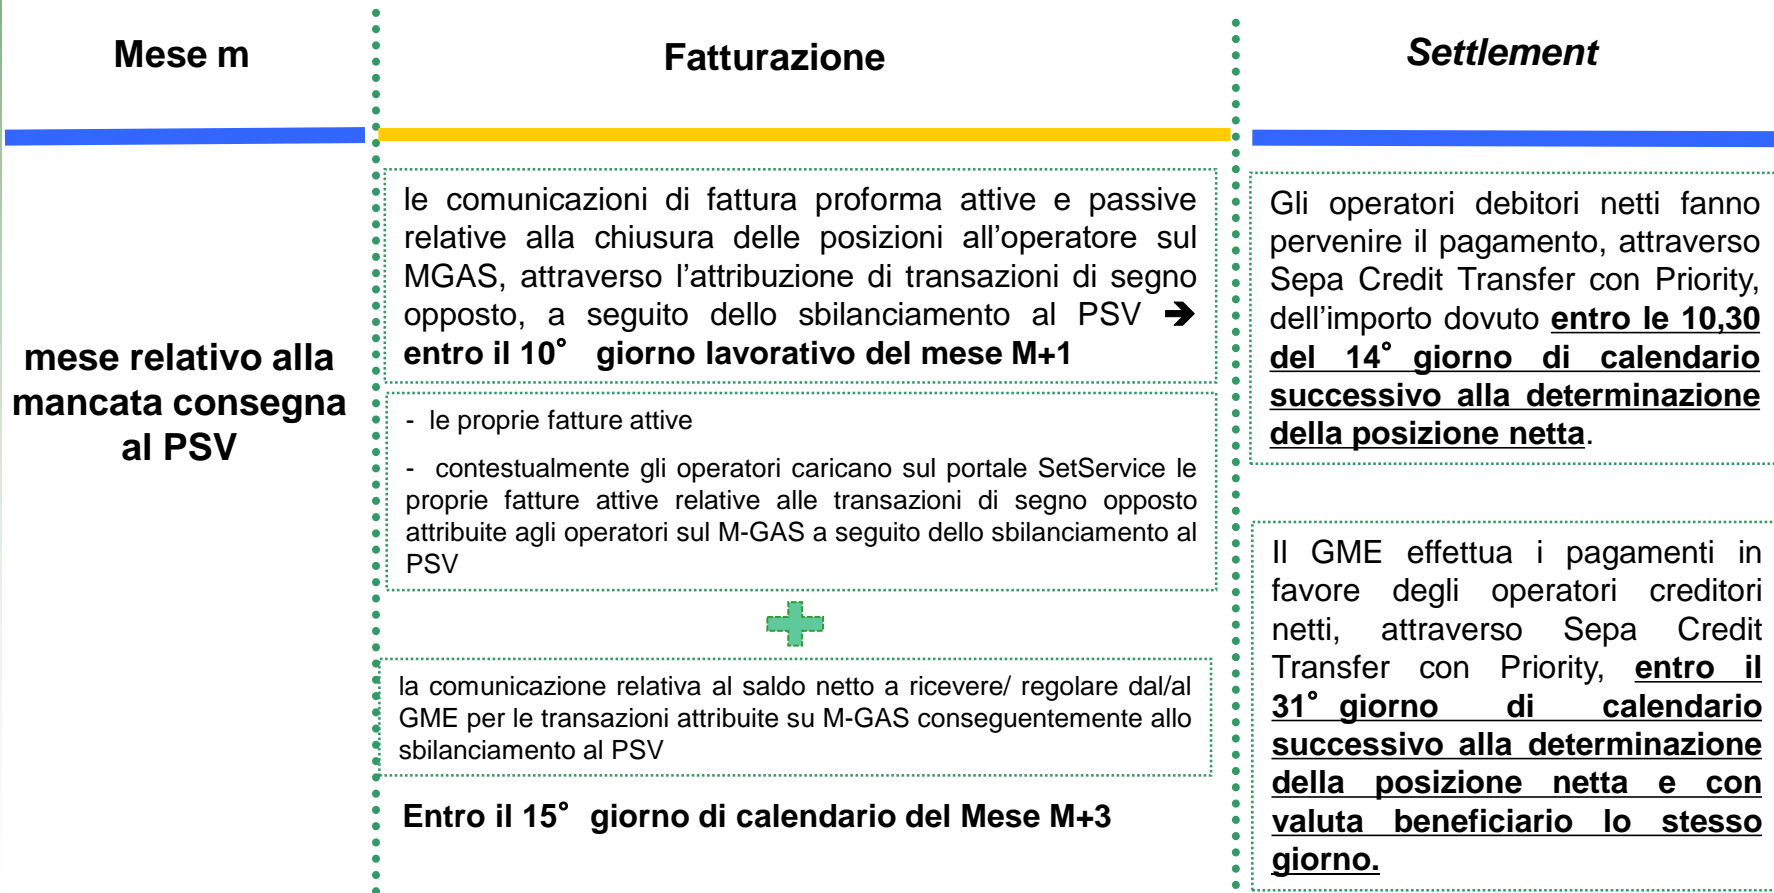 Mese m
Fatturazione
Settlement
mese relativo alla
mancata consegna
al PSV
le comunicazioni di fattura proforma attive e passive
relative alla chiusura delle posizioni all’operatore sul
MGAS, attraverso l’attribuzione di transazioni di segno
opposto, a seguito dello sbilanciamento al PSV ➔
entro il 10° giorno lavorativo del mese M+1
- le proprie fatture attive
- contestualmente gli operatori caricano sul portale SetService le
proprie fatture attive relative alle transazioni di segno opposto
attribuite agli operatori sul M-GAS a seguito dello sbilanciamento al
PSV
la comunicazione relativa al saldo netto a ricevere/ regolare dal/al
GME per le transazioni attribuite su M-GAS conseguentemente allo
sbilanciamento al PSV
Entro il 15° giorno di calendario del Mese M+3
Gli operatori debitori netti fanno
pervenire il pagamento, attraverso
Sepa Credit Transfer con Priority,
dell’importo dovuto entro le 10,30
del 14° giorno di calendario
successivo alla determinazione
della posizione netta.
Il GME effettua i pagamenti in
favore degli operatori creditori
netti, attraverso Sepa Credit
Transfer con Priority, entro il
31° giorno di calendario
successivo alla determinazione
della posizione netta e con
valuta beneficiario lo stesso
giorno.